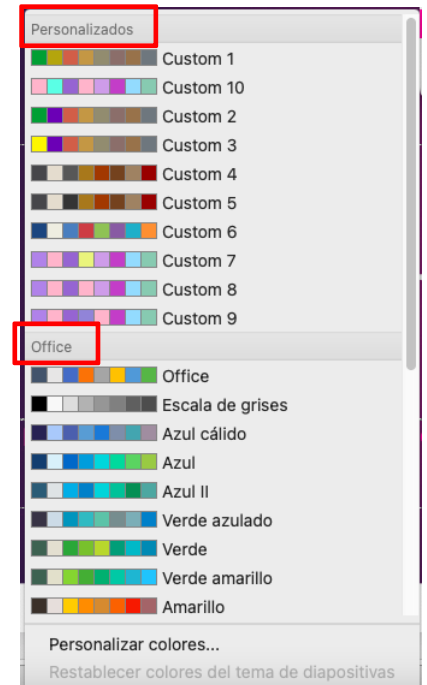 Personalizados
Custom 1
Custom 10
Custom 2
Custom 3
Custom 4
Custom 5
Custom 6
Custom 7
Custom 8
Custom 9
Office
Office
Escala de grises
Azul cálido
Azul
Azul II
Verde azulado
Verde
Verde amarillo
Amarillo
Personalizar colores...
Restablecer colores del tema de diapositivas